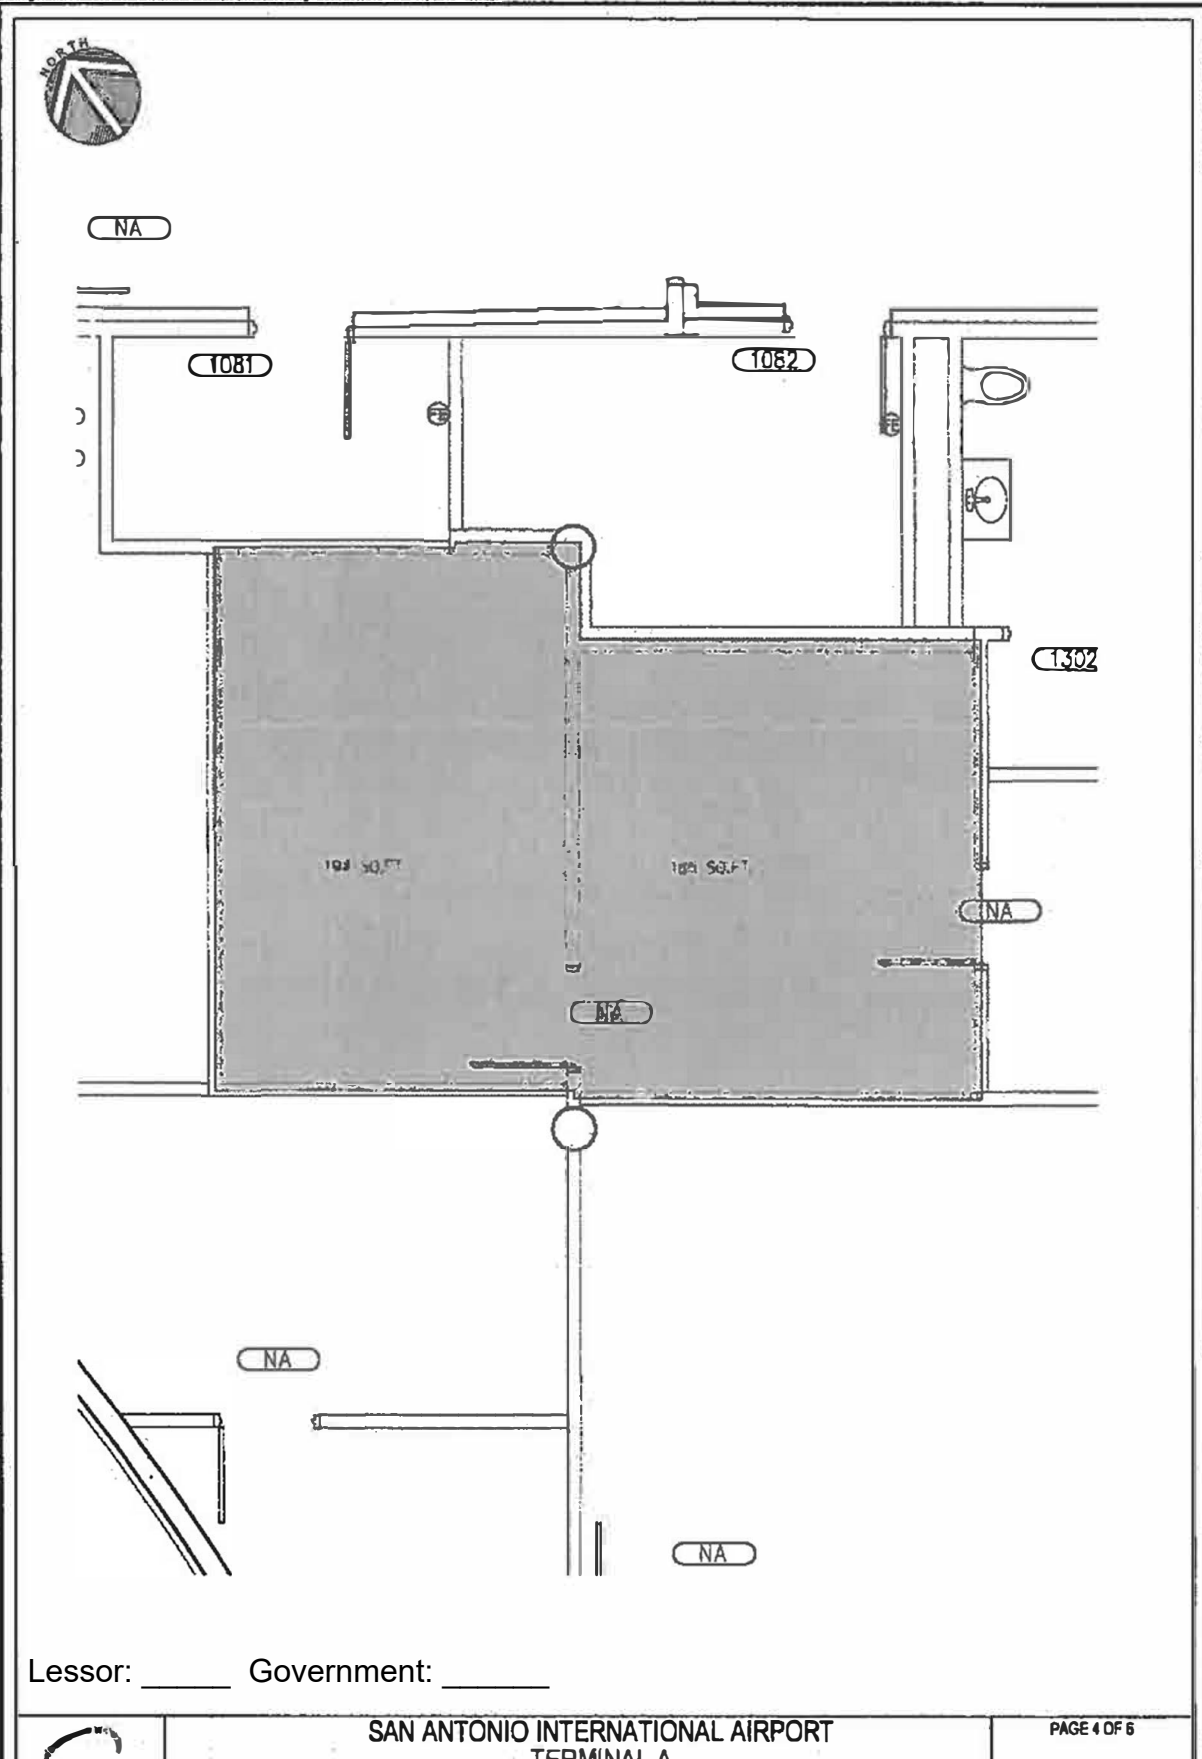 NORTH
NA
1081
1082
1302
SQ.FT
SQ.FT
NA
NA
NA
NA
Lessor: _____ Government: ______
SAN ANTONIO INTERNATIONAL AIRPORT
TERMINAL A
PAGE 4 OF 6